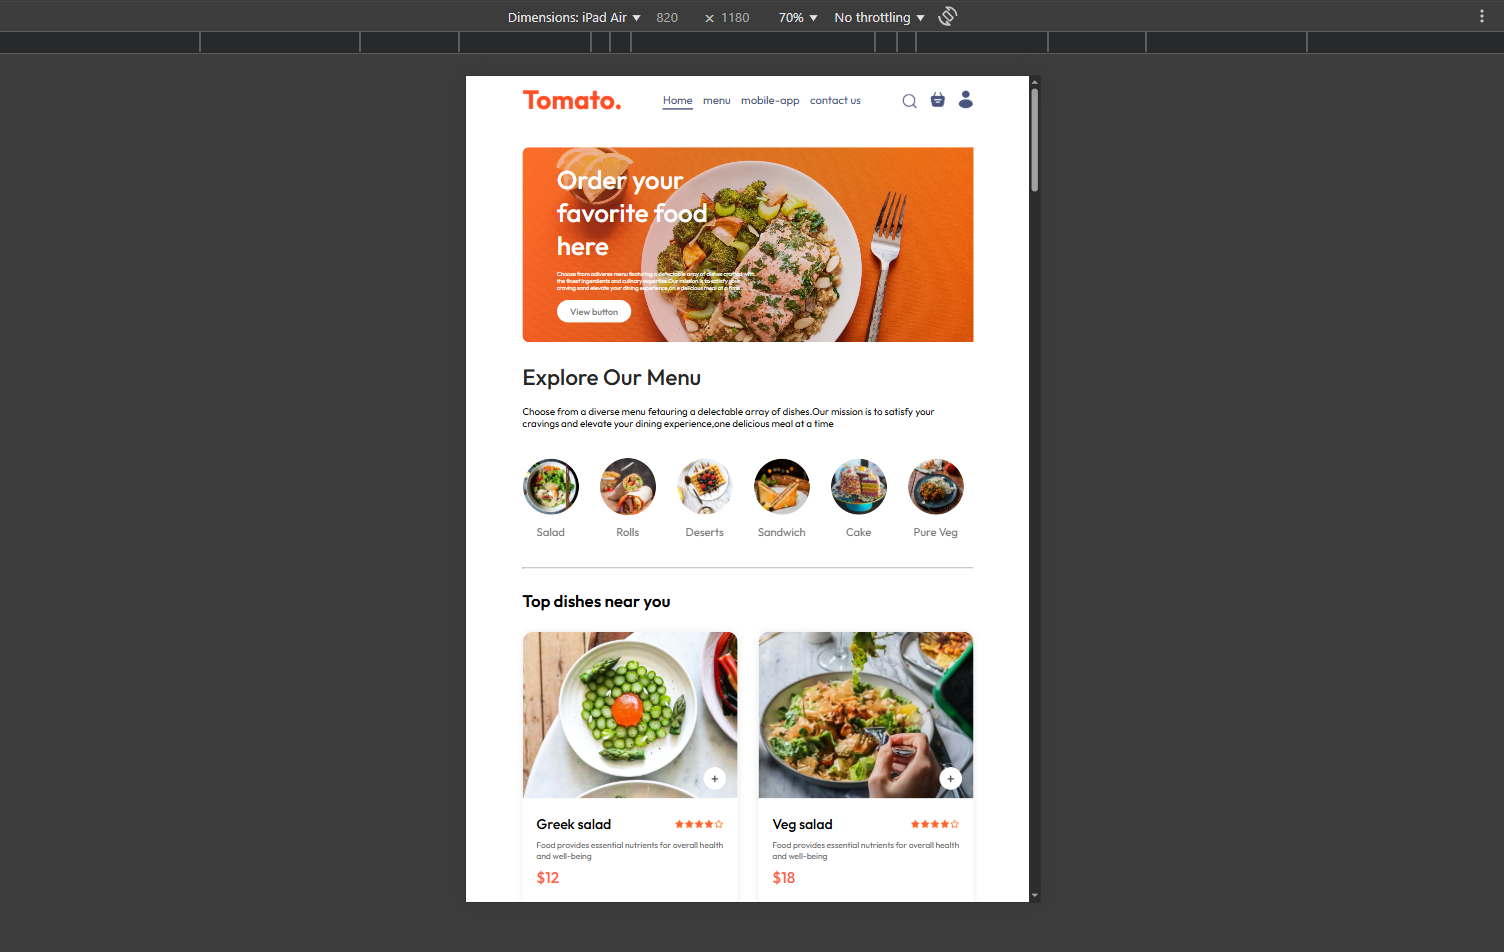 Dimensions: iPad Air ▼ 820 × 1180 70% ▼ No throttling ▼
Tomato.
Home menu mobile-app contact us
Order your
favorite food
here
Choose from adiverse menu featuring a delectable array of dishes crafted with
the finest ingredients and culinary expertise.Our mission is to satisfy your
craving sand elevate your dining experience,one delicious meal at a time.
View button
Explore Our Menu
Choose from a diverse menu fetauring a delectable array of dishes.Our mission is to satisfy your
cravings and elevate your dining experience,one delicious meal at a time
Salad Rolls Deserts Sandwich Cake Pure Veg
Top dishes near you
+ +
Greek salad Veg salad
Food provides essential nutrients for overall health
and well-being
Food provides essential nutrients for overall health
and well-being
$12 $18